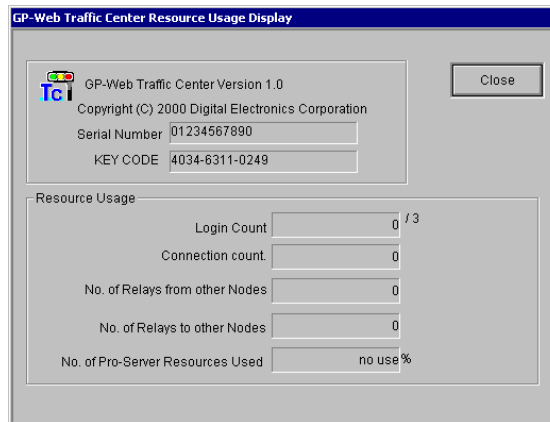 GP-Web Traffic Center Resource Usage Display
Tc
GP-Web Traffic Center Version 1.0
Close
Copyright (C) 2000 Digital Electronics Corporation
Serial Number 01234567890
KEY CODE 4034-6311-0249
Resource Usage
Login Count 0 / 3
Connection count. 0
No. of Relays from other Nodes 0
No. of Relays to other Nodes 0
No. of Pro-Server Resources Used no use %